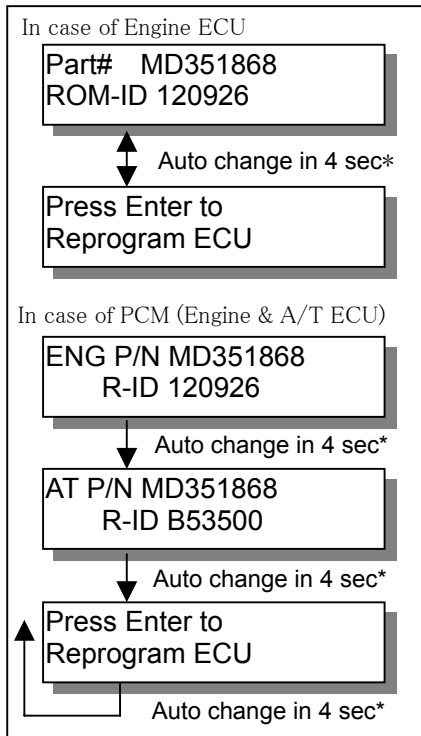 In case of Engine ECU
Part# MD351868
ROM-ID 120926
Auto change in 4 sec*
Press Enter to
Reprogram ECU
In case of PCM (Engine & A/T ECU)
ENG P/N MD351868
R-ID 120926
Auto change in 4 sec*
AT P/N MD351868
R-ID B53500
Auto change in 4 sec*
Press Enter to
Reprogram ECU
Auto change in 4 sec*